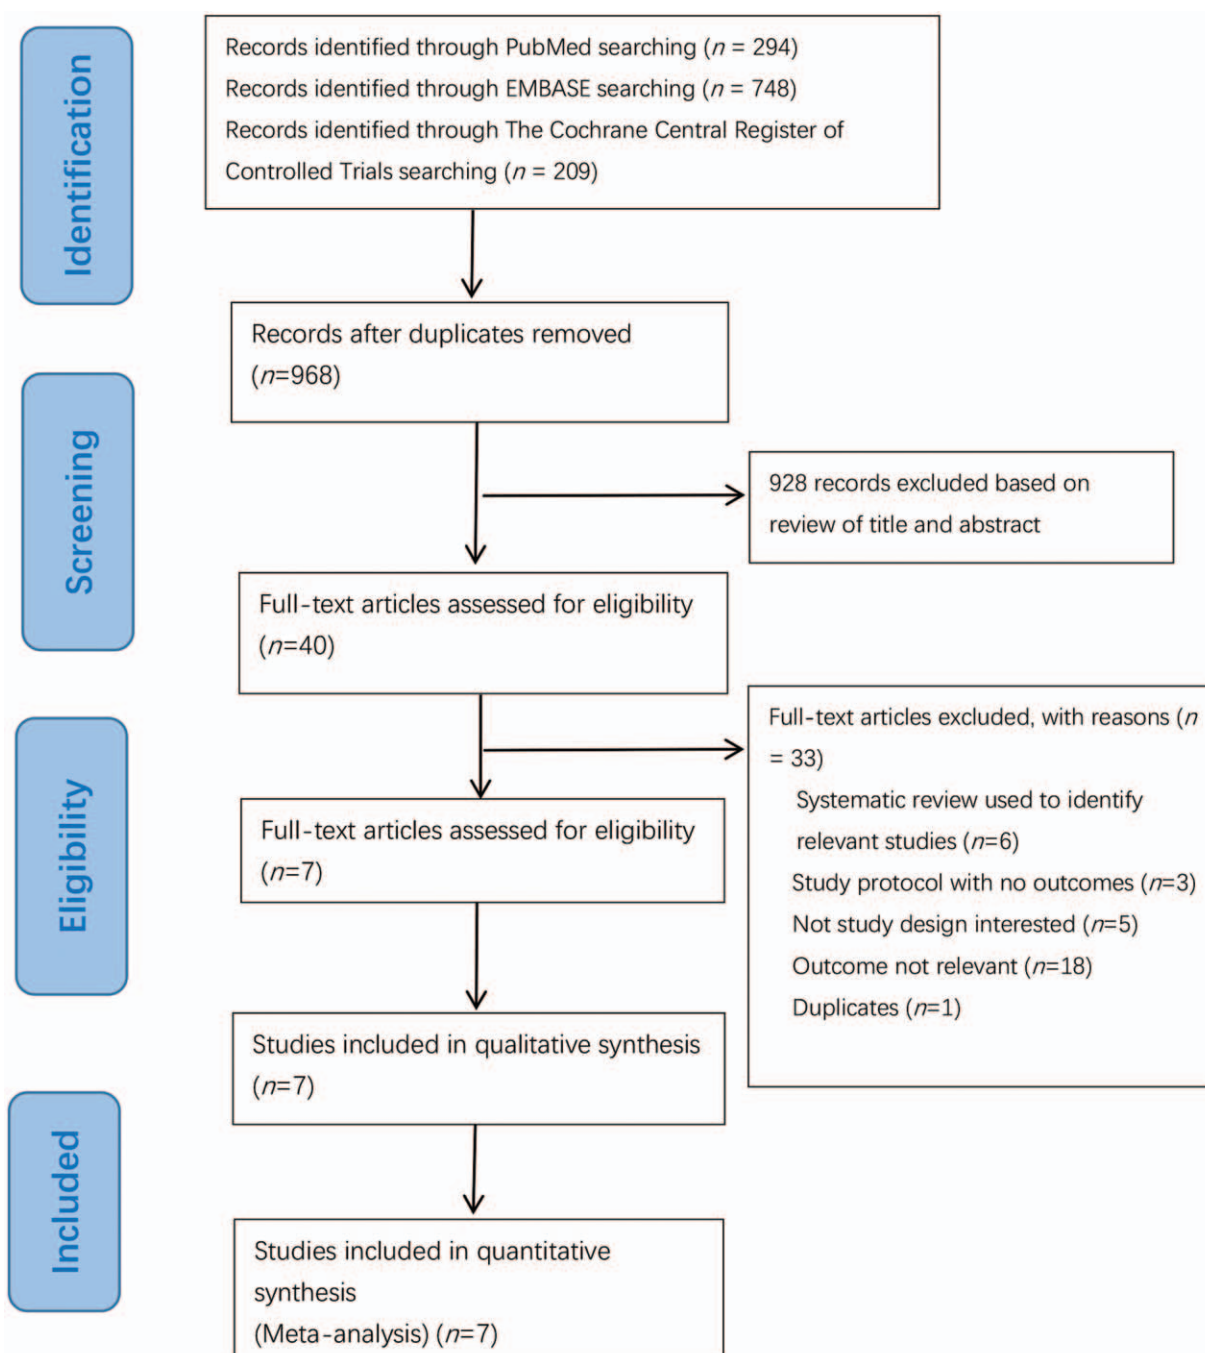 Identification
Records identified through PubMed searching (n = 294)
Records identified through EMBASE searching (n = 748)
Records identified through The Cochrane Central Register of
Controlled Trials searching (n = 209)
Records after duplicates removed
(n=968)
Screening
928 records excluded based on
review of title and abstract
Full-text articles assessed for eligibility
(n=40)
Eligibility
Full-text articles excluded, with reasons (n
= 33)
Systematic review used to identify
relevant studies (n=6)
Study protocol with no outcomes (n=3)
Not study design interested (n=5)
Outcome not relevant (n=18)
Duplicates (n=1)
Full-text articles assessed for eligibility
(n=7)
Studies included in qualitative synthesis
(n=7)
Included
Studies included in quantitative
synthesis
(Meta-analysis) (n=7)